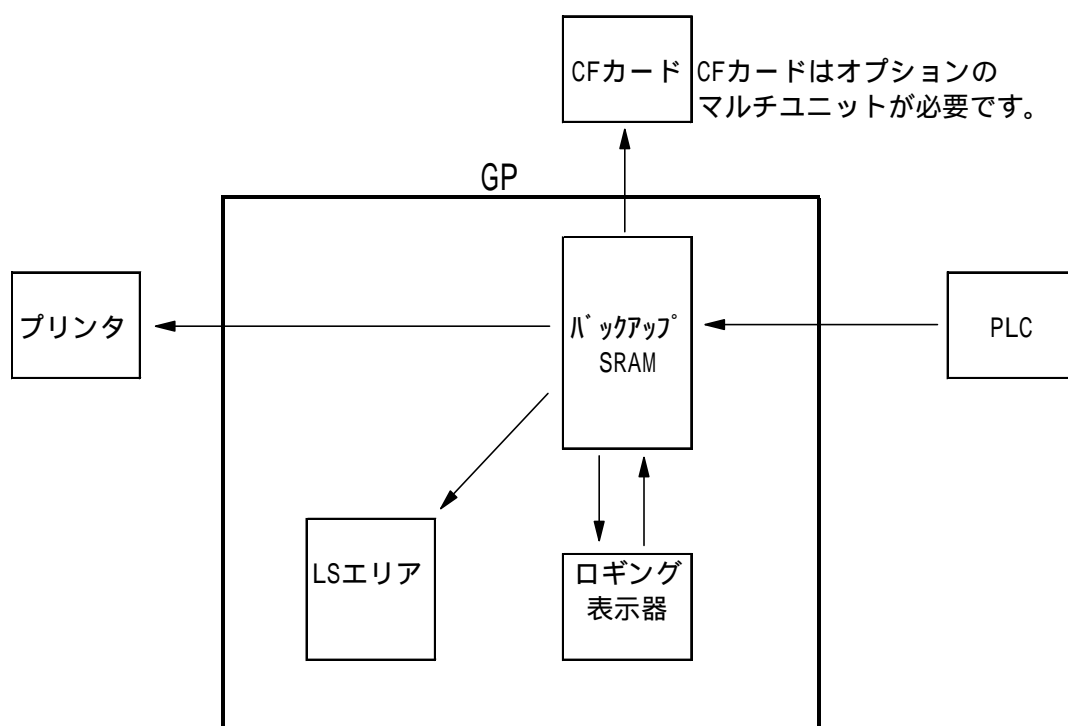 CFカード
CFカードはオプションの
マルチユニットが必要です。
GP
プリンタ
ﾊﾞｯｸｱｯﾌﾟ
SRAM
PLC
LSエリア
ロギング
表示器